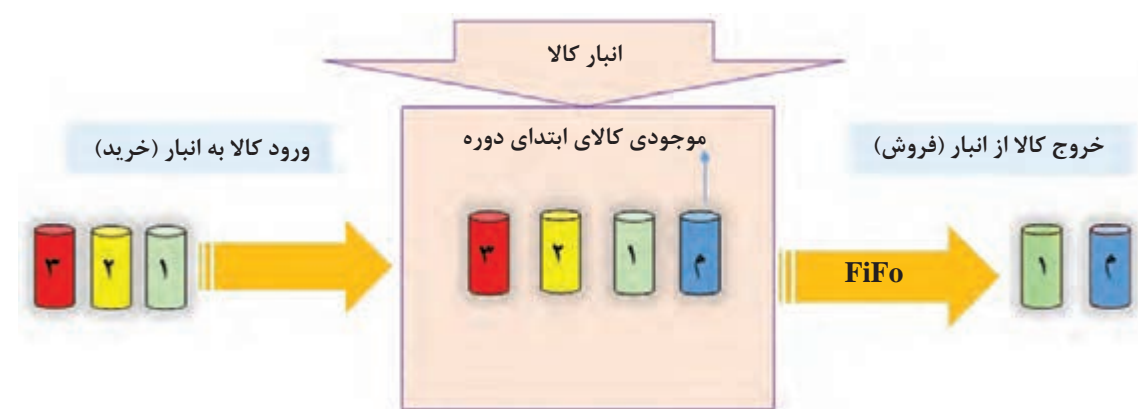 انبار کالا
موجودی کالای ابتدای دوره
خروج کالا از انبار (فروش)
ورود کالا به انبار (خرید)
م ۱
FiFo
م ۱ ۲ ۳
۱ ۲ ۳